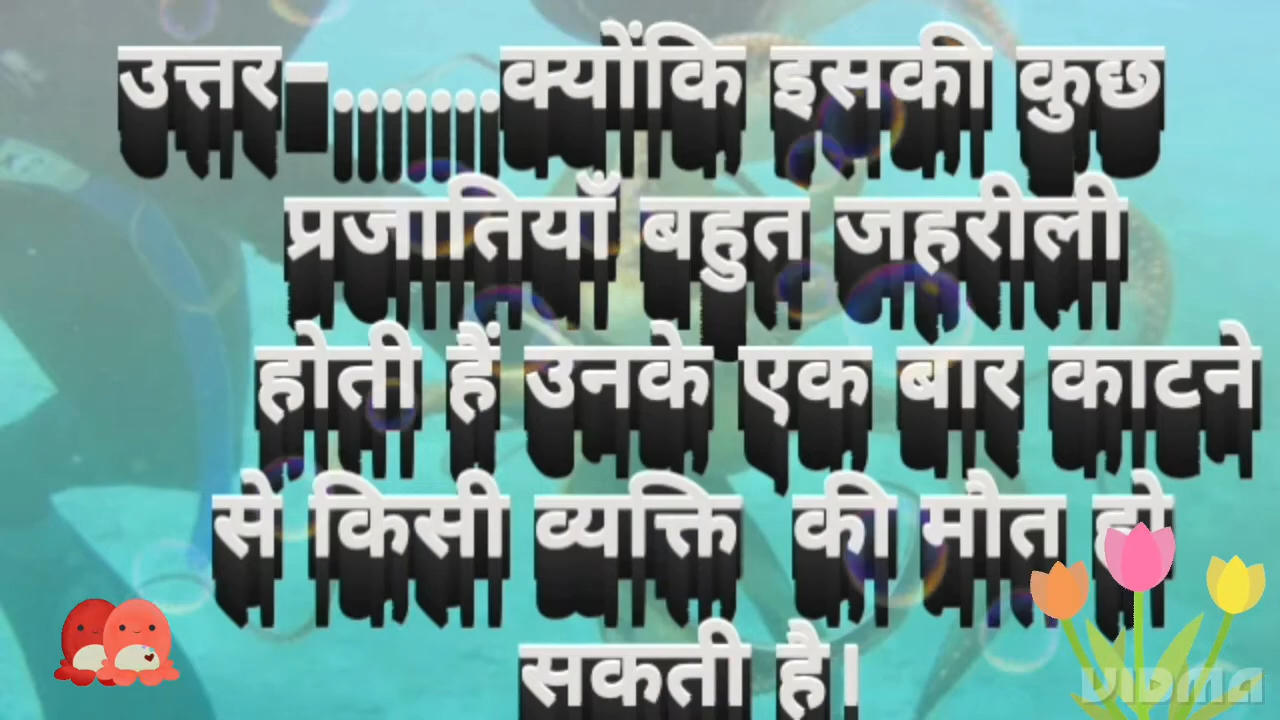 उत्तर-.......क्योंकि इसकी कुछ
प्रजातियाँ बहुत जहरीली
होती हैं उनके एक बार काटने
से किसी व्यक्ति की मौत हो
सकती है।
VIDMA